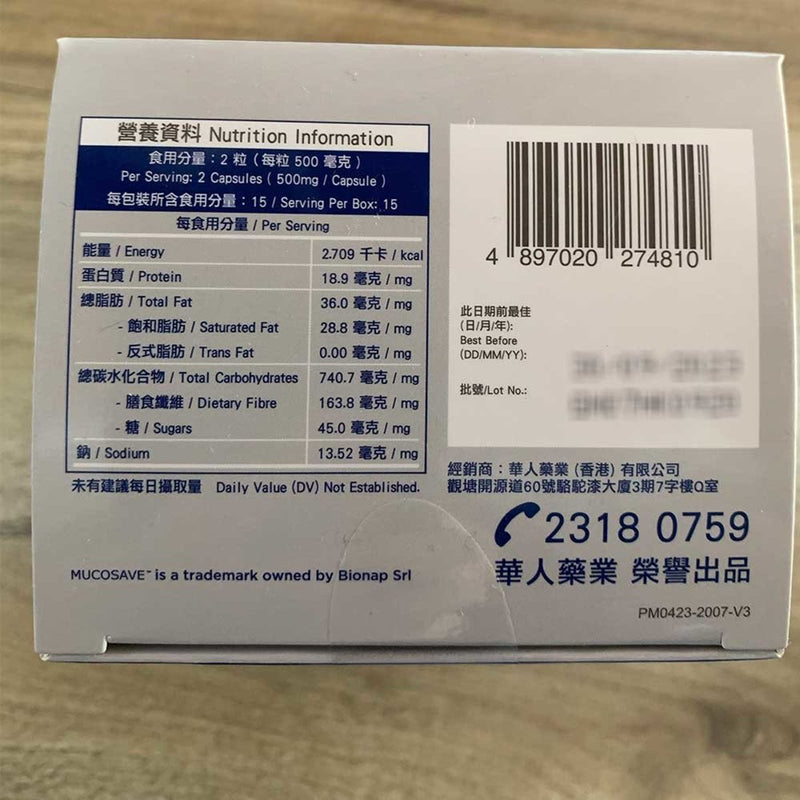 營養資料 Nutrition Information
食用分量：2 粒（每粒 500 毫克）
Per Serving: 2 Capsules ( 500mg / Capsule )
每包裝所含食用分量：15 / Serving Per Box: 15
每食用分量 / Per Serving
能量 / Energy 2.709 千卡 / kcal
蛋白質 / Protein 18.9 毫克 / mg
總脂肪 / Total Fat 36.0 毫克 / mg
- 飽和脂肪 / Saturated Fat 28.8 毫克 / mg
- 反式脂肪 / Trans Fat 0.00 毫克 / mg
總碳水化合物 / Total Carbohydrates 740.7 毫克 / mg
- 膳食纖維 / Dietary Fibre 163.8 毫克 / mg
- 糖 / Sugars 45.0 毫克 / mg
鈉 / Sodium 13.52 毫克 / mg
未有建議每日攝取量 Daily Value (DV) Not Established.
MUCOSAVE™ is a trademark owned by Bionap Srl
4 897020 274810
此日期前最佳
(日/月/年):
Best Before
(DD/MM/YY):
批號/Lot No.:
經銷商：華人藥業 (香港) 有限公司
觀塘開源道60號駱駝漆大廈3期7字樓Q室
2318 0759
華人藥業 榮譽出品
PM0423-2007-V3